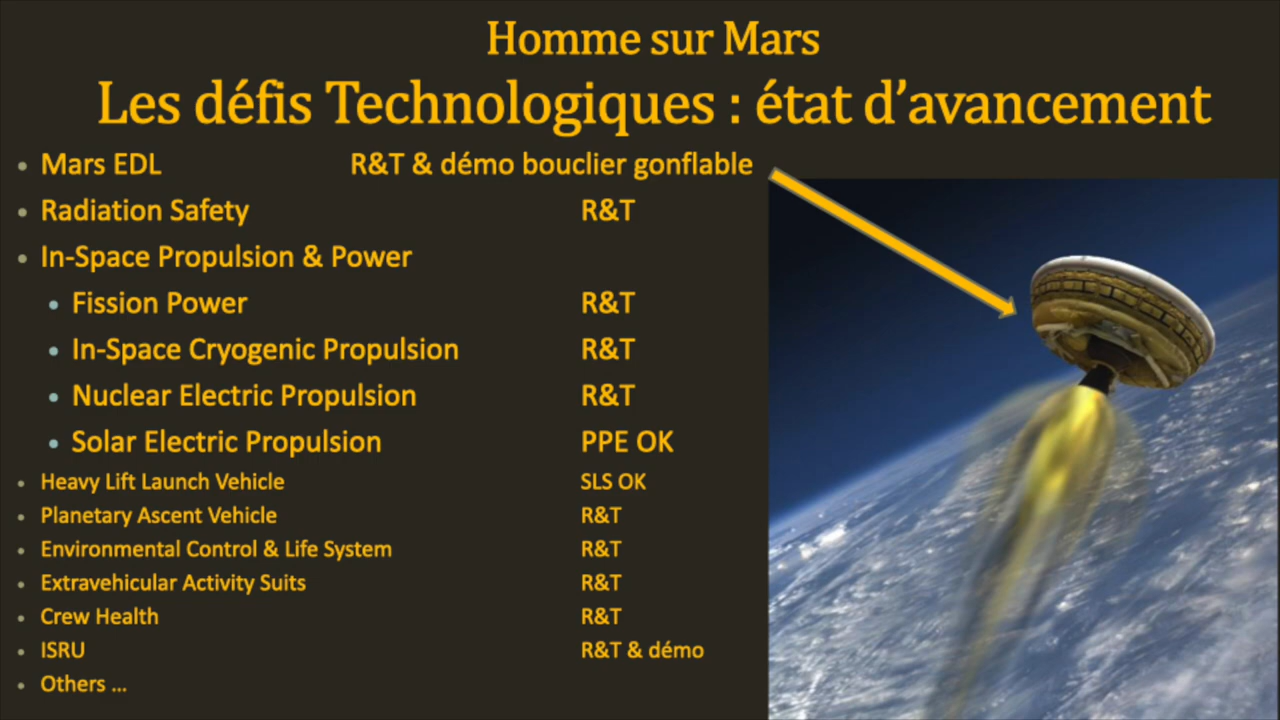 Homme sur Mars
Les défis Technologiques : état d’avancement
• Mars EDL R&T & démo bouclier gonflable
• Radiation Safety R&T
• In-Space Propulsion & Power
• Fission Power R&T
• In-Space Cryogenic Propulsion R&T
• Nuclear Electric Propulsion R&T
• Solar Electric Propulsion PPE OK
• Heavy Lift Launch Vehicle SLS OK
• Planetary Ascent Vehicle R&T
• Environmental Control & Life System R&T
• Extravehicular Activity Suits R&T
• Crew Health R&T
• ISRU R&T & démo
• Others ...